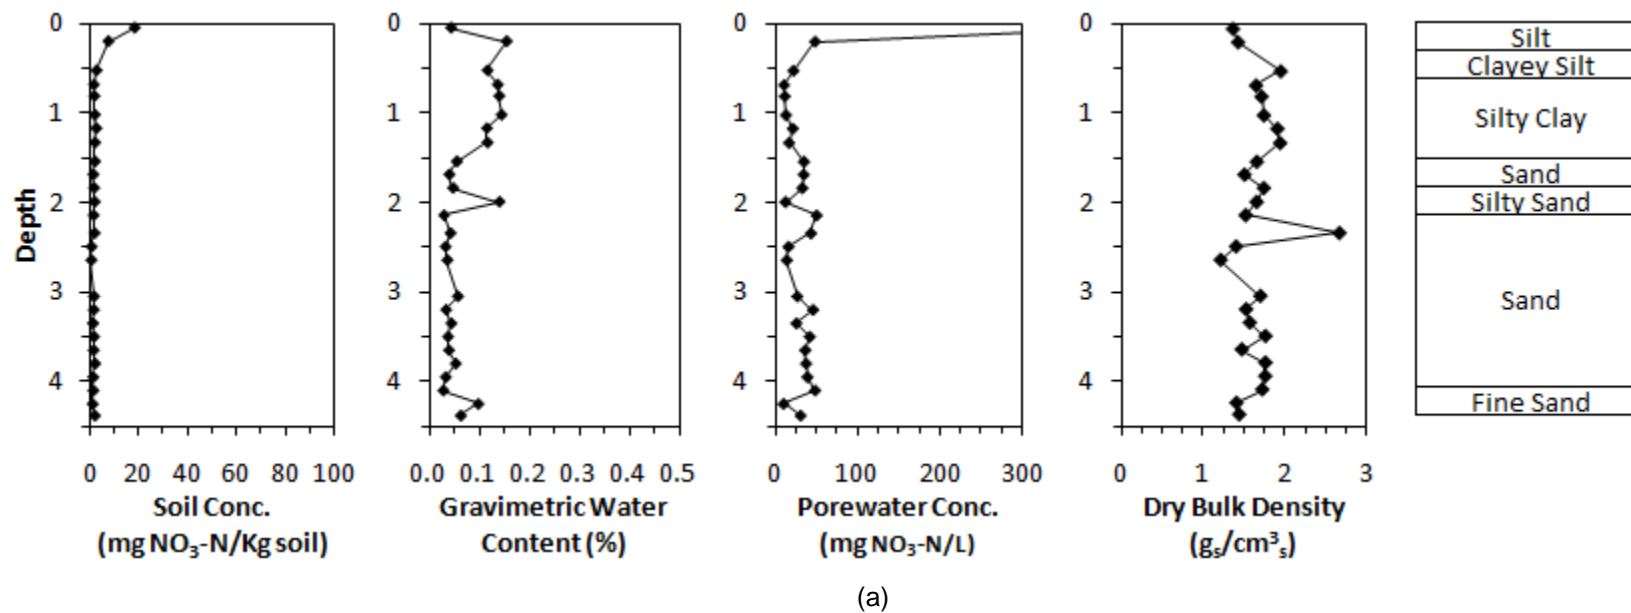 0
1
2
3
4
Depth
0 20 40 60 80 100
Soil Conc.
(mg NO₃-N/Kg soil)
0
1
2
3
4
0.0 0.1 0.2 0.3 0.4 0.5
Gravimetric Water
Content (%)
0
1
2
3
4
0 100 200 300
Porewater Conc.
(mg NO₃-N/L)
0
1
2
3
4
0 1 2 3
Dry Bulk Density
(gₛ/cm³ₛ)
Silt
Clayey Silt
Silty Clay
Sand
Silty Sand
Sand
Fine Sand
(a)